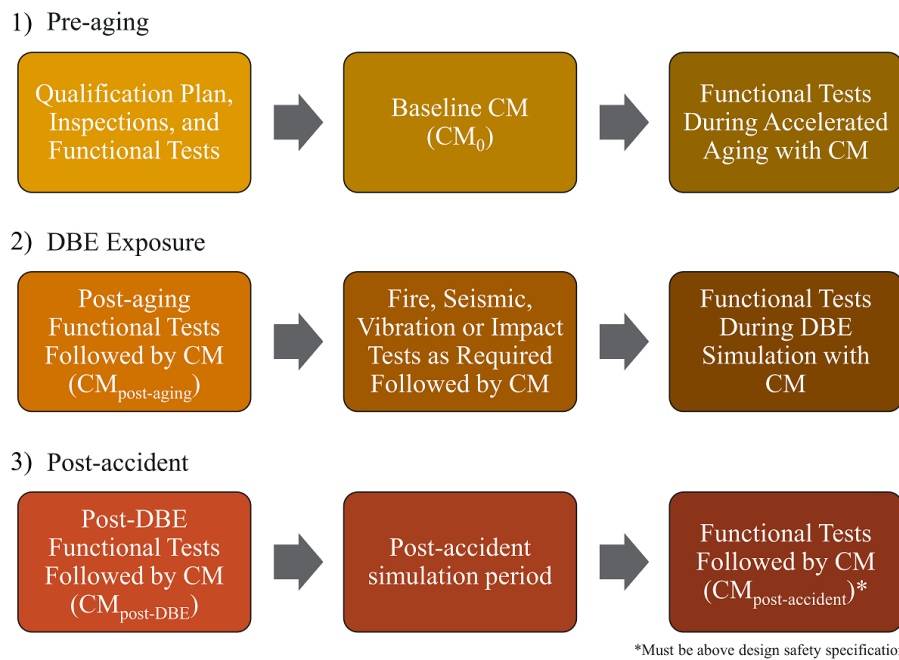 1) Pre-aging
Qualification Plan,
Inspections, and
Functional Tests
Baseline CM
(CM0)
Functional Tests
During Accelerated
Aging with CM
2) DBE Exposure
Post-aging
Functional Tests
Followed by CM
(CMpost-aging)
Fire, Seismic,
Vibration or Impact
Tests as Required
Followed by CM
Functional Tests
During DBE
Simulation with
CM
3) Post-accident
Post-DBE
Functional Tests
Followed by CM
(CMpost-DBE)
Post-accident
simulation period
Functional Tests
Followed by CM
(CMpost-accident)*
*Must be above design safety specification